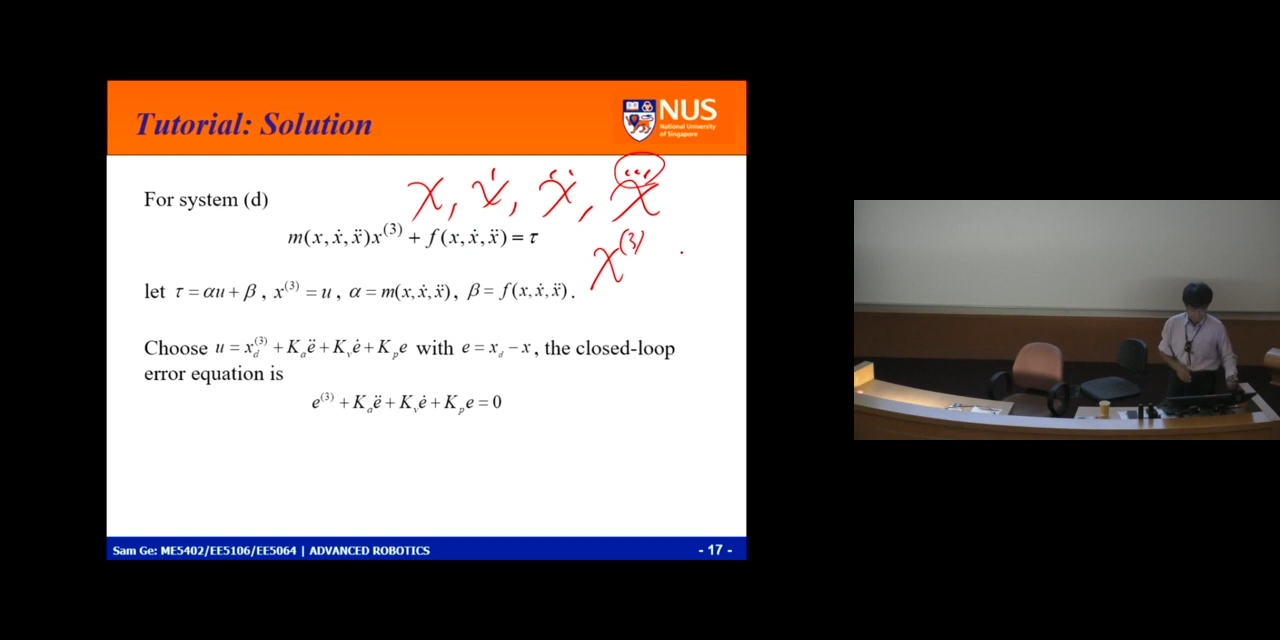 Tutorial: Solution
NUS
National University
of Singapore
For system (d)
x, ẋ, ẍ, x⃛
m(x, ẋ, ẍ)x⁽³⁾ + f(x, ẋ, ẍ) = τ
x⁽³⁾
let τ = αu + β , x⁽³⁾ = u , α = m(x, ẋ, ẍ), β = f(x, ẋ, ẍ).
Choose u = x_d⁽³⁾ + K_a ë + K_v ė + K_p e with e = x_d − x, the closed-loop
error equation is
e⁽³⁾ + K_a ë + K_v ė + K_p e = 0
Sam Ge: ME5402/EE5106/EE5064 | ADVANCED ROBOTICS
- 17 -